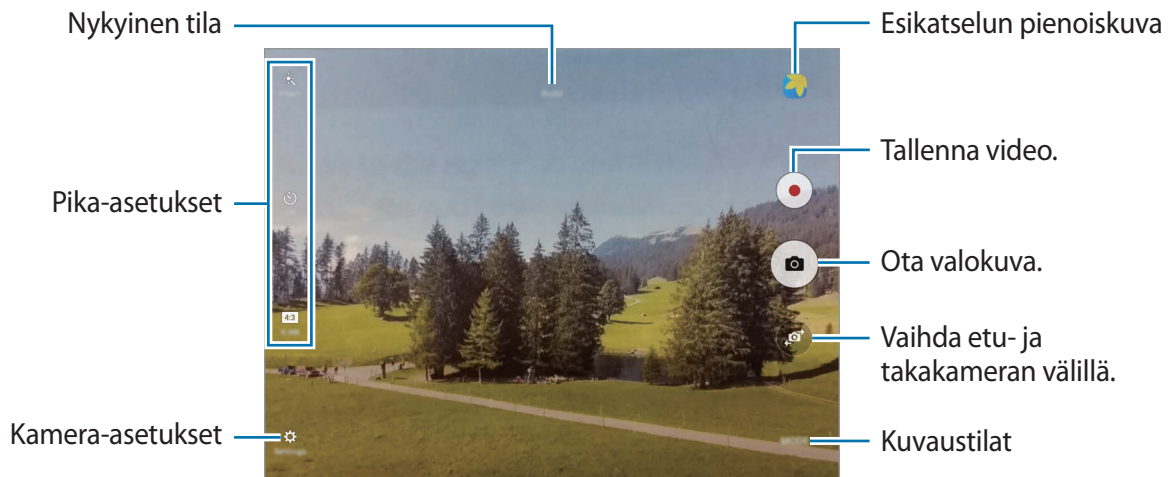 Nykyinen tila
Esikatselun pienoiskuva
Tallenna video.
Pika-asetukset
Ota valokuva.
4:3
Vaihda etu- ja
takakameran välillä.
Kamera-asetukset
Kuvaustilat